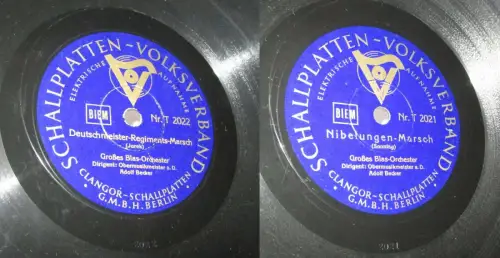 SCHALLPLATTEN-VOLKSVERBAND
ELEKTRISCHE AUFNAHME
BIEM
Nr. T 2022
Deutschmeister-Regiments-Marsch
(Jurek)
Großes Blas-Orchester
Dirigent: Obermusikmeister a. D.
Adolf Becker
CLANGOR-SCHALLPLATTEN
G.M.B.H. BERLIN
SCHALLPLATTEN-VOLKSVERBAND
ELEKTRISCHE AUFNAHME
BIEM
Nr. T 2021
Nibelungen-Marsch
(Sonntag)
Großes Blas-Orchester
Dirigent: Obermusikmeister a. D.
Adolf Becker
CLANGOR-SCHALLPLATTEN
G.M.B.H. BERLIN